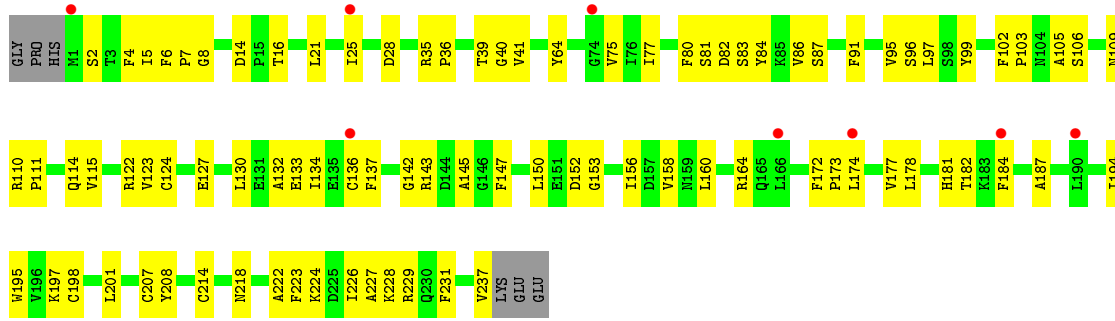 GLY PRO HIS M1 S2 T3 F4 I5 F6 P7 G8 D14 P15 T16 L21 I25 D28 R35 P36 T39 G40 V41 Y64 G74 V75 I76 I77 F80 S81 D82 S83 Y84 K85 V86 S87 F91 V95 S96 L97 S98 Y99 F102 P103 N104 A105 S106 N109
R110 P111 Q114 V115 R122 V123 C124 E127 L130 E131 A132 E133 I134 E135 C136 F137 G142 R143 D144 A145 G146 F147 L150 E151 D152 G153 I156 D157 V158 N159 L160 R164 Q165 L166 F172 P173 L174 V177 L178 H181 T182 K183 F184 A187 L190 I194
W195 V196 K197 C198 L201 C207 Y208 C214 N218 A222 F223 K224 D225 I226 A227 K228 R229 Q230 F231 V237 LYS GLU GLU